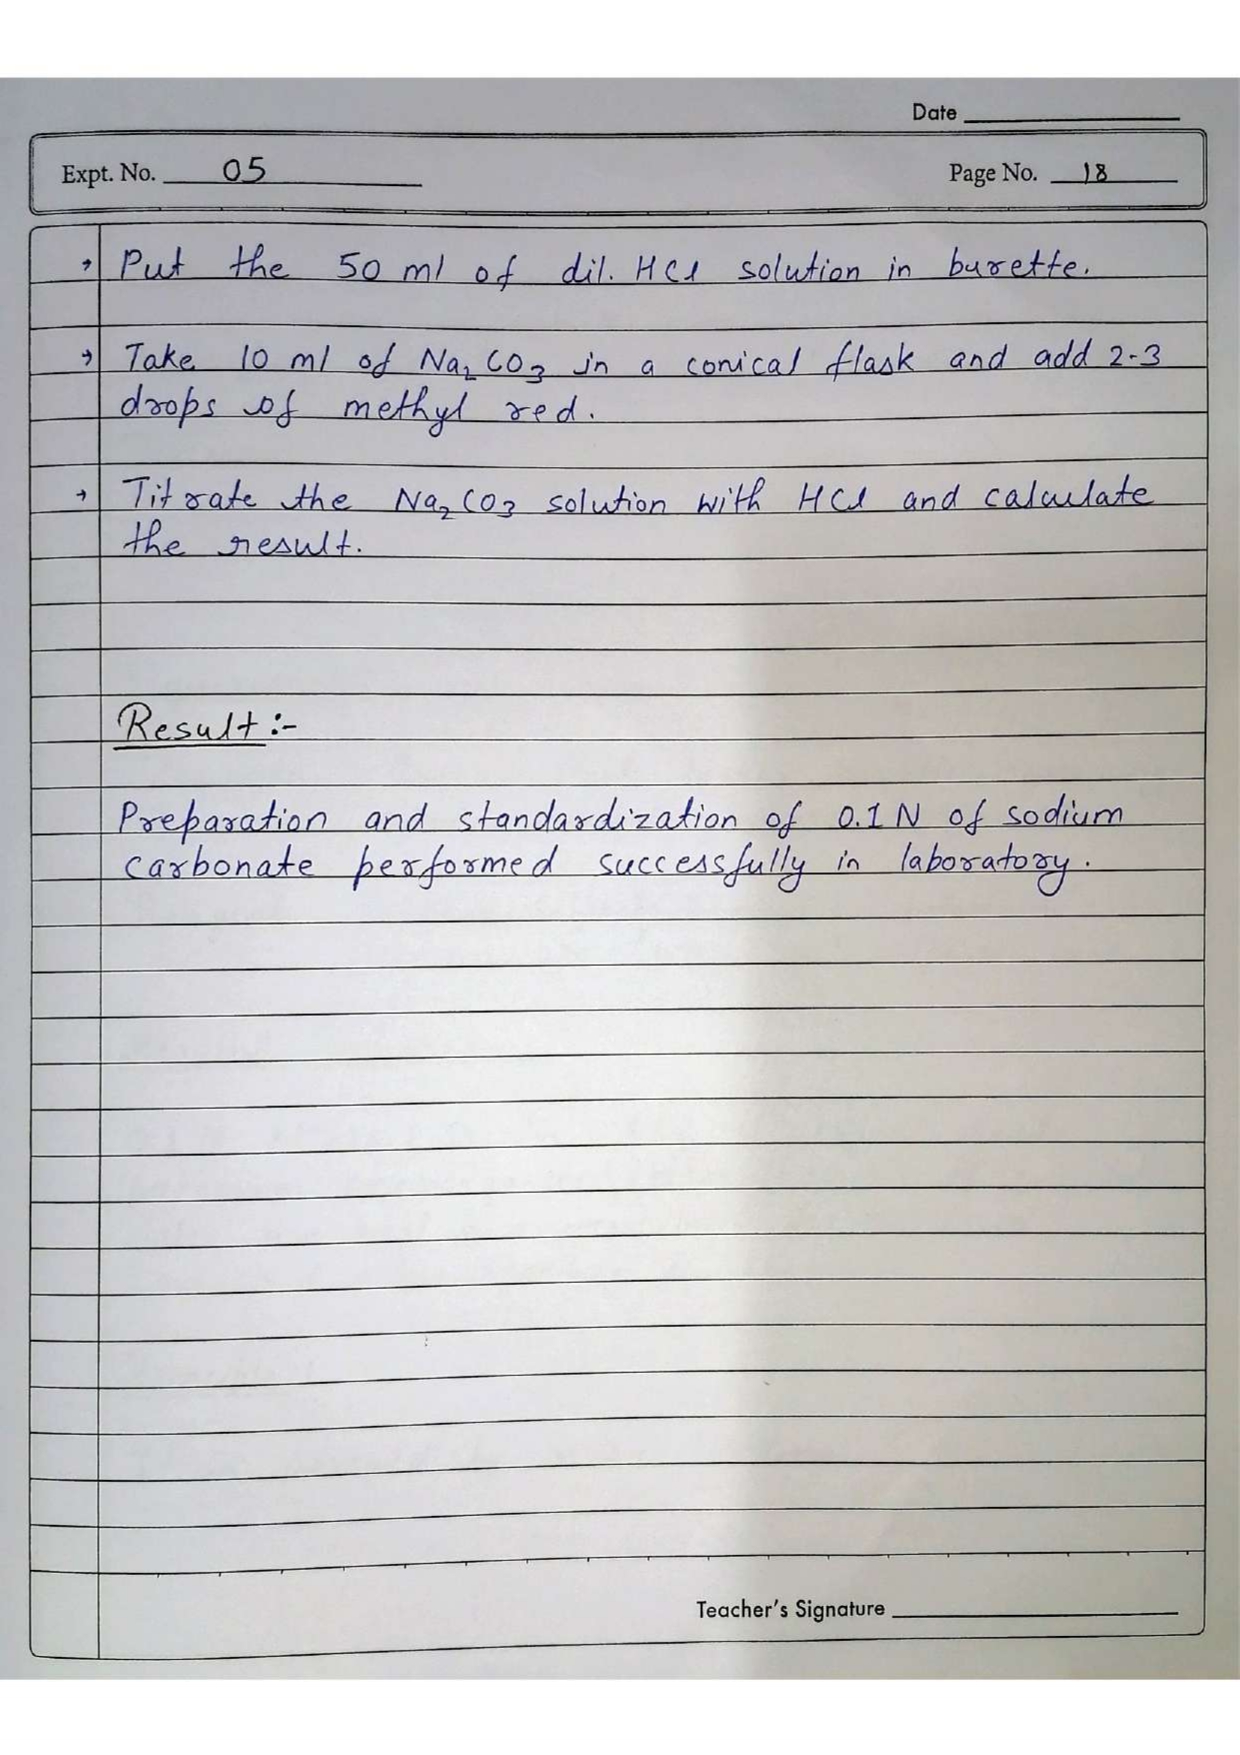 Date
Expt. No. 05
Page No. 18
→ Put the 50 ml of dil. HCl solution in burette.
→ Take 10 ml of Na₂CO₃ in a conical flask and add 2-3
drops of methyl red.
→ Titrate the Na₂CO₃ solution with HCl and calculate
the result.
Result :-
Preparation and standardization of 0.1 N of sodium
carbonate performed successfully in laboratory.
Teacher's Signature